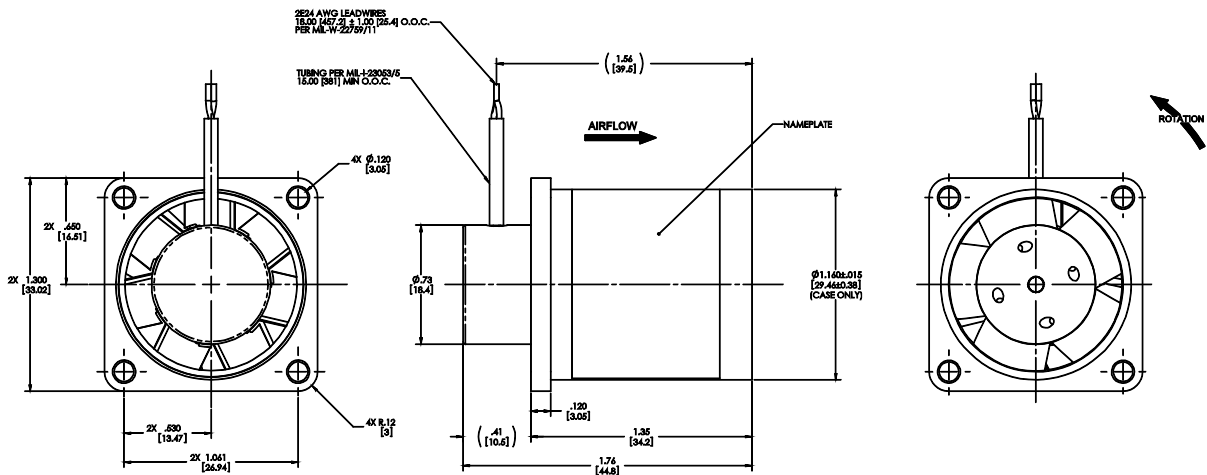 2E24 AWG LEADWIRES
18.00 [457.2] ± 1.00 [25.4] O.O.C.
PER MIL-W-22759/11
TUBING PER MIL-I-23053/5
15.00 [381] MIN O.O.C.
4X Ø.120
[3.05]
2X .650
[16.51]
2X 1.300
[33.02]
2X .530
[13.47]
2X 1.061
[26.94]
4X R.12
[3]
( 1.56 )
[39.5]
AIRFLOW
NAMEPLATE
Ø.73
[18.4]
Ø1.160±.015
[29.46±0.38]
(CASE ONLY)
.120
[3.05]
( .41 )
[10.5]
1.35
[34.2]
1.76
[44.8]
ROTATION